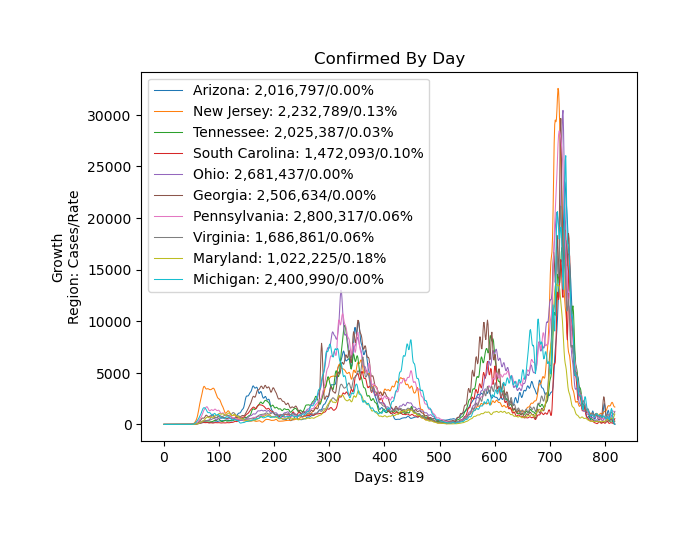 Confirmed By Day
Growth
Region: Cases/Rate
30000
25000
20000
15000
10000
5000
0
Arizona: 2,016,797/0.00%
New Jersey: 2,232,789/0.13%
Tennessee: 2,025,387/0.03%
South Carolina: 1,472,093/0.10%
Ohio: 2,681,437/0.00%
Georgia: 2,506,634/0.00%
Pennsylvania: 2,800,317/0.06%
Virginia: 1,686,861/0.06%
Maryland: 1,022,225/0.18%
Michigan: 2,400,990/0.00%
0 100 200 300 400 500 600 700 800
Days: 819